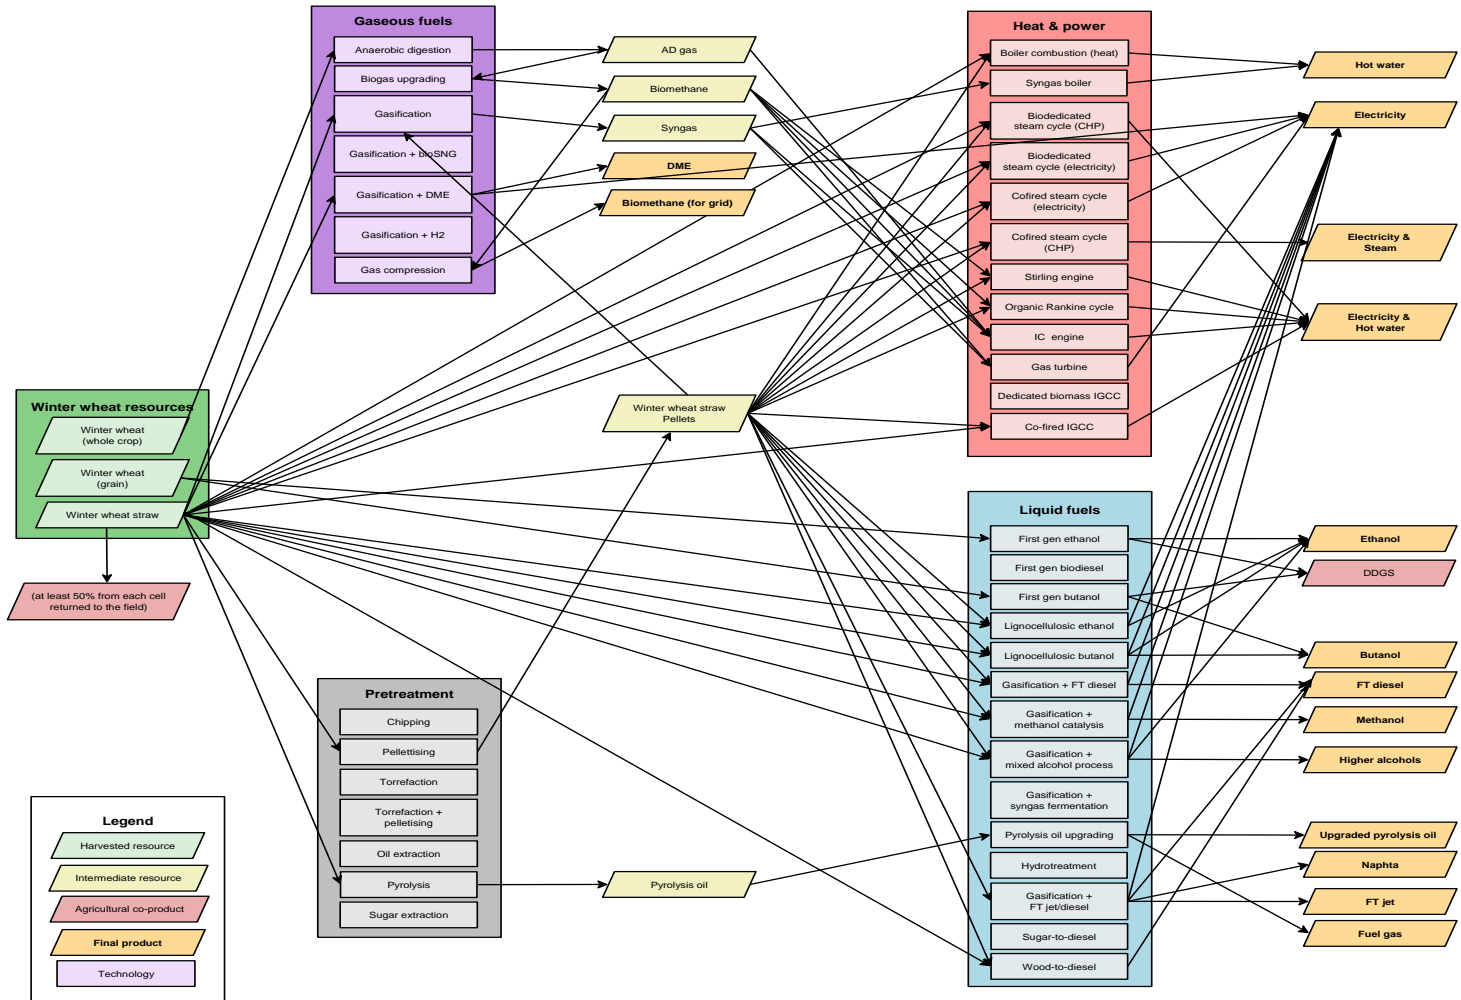 Gaseous fuels
Anaerobic digestion
Biogas upgrading
Gasification
Gasification + bioSNG
Gasification + DME
Gasification + H2
Gas compression
AD gas
Biomethane
Syngas
DME
Biomethane (for grid)
Heat & power
Boiler combustion (heat)
Syngas boiler
Biodedicated
steam cycle (CHP)
Biodedicated
steam cycle (electricity)
Cofired steam cycle
(electricity)
Cofired steam cycle
(CHP)
Stirling engine
Organic Rankine cycle
IC engine
Gas turbine
Dedicated biomass IGCC
Co-fired IGCC
Hot water
Electricity
Electricity &
Steam
Electricity &
Hot water
Winter wheat resources
Winter wheat
(whole crop)
Winter wheat
(grain)
Winter wheat straw
(at least 50% from each cell
returned to the field)
Winter wheat straw
Pellets
Pretreatment
Chipping
Pellettising
Torrefaction
Torrefaction +
pelletising
Oil extraction
Pyrolysis
Sugar extraction
Pyrolysis oil
Liquid fuels
First gen ethanol
First gen biodiesel
First gen butanol
Lignocellulosic ethanol
Lignocellulosic butanol
Gasification + FT diesel
Gasification +
methanol catalysis
Gasification +
mixed alcohol process
Gasification +
syngas fermentation
Pyrolysis oil upgrading
Hydrotreatment
Gasification +
FT jet/diesel
Sugar-to-diesel
Wood-to-diesel
Ethanol
DDGS
Butanol
FT diesel
Methanol
Higher alcohols
Upgraded pyrolysis oil
Naphta
FT jet
Fuel gas
Legend
Harvested resource
Intermediate resource
Agricultural co-product
Final product
Technology